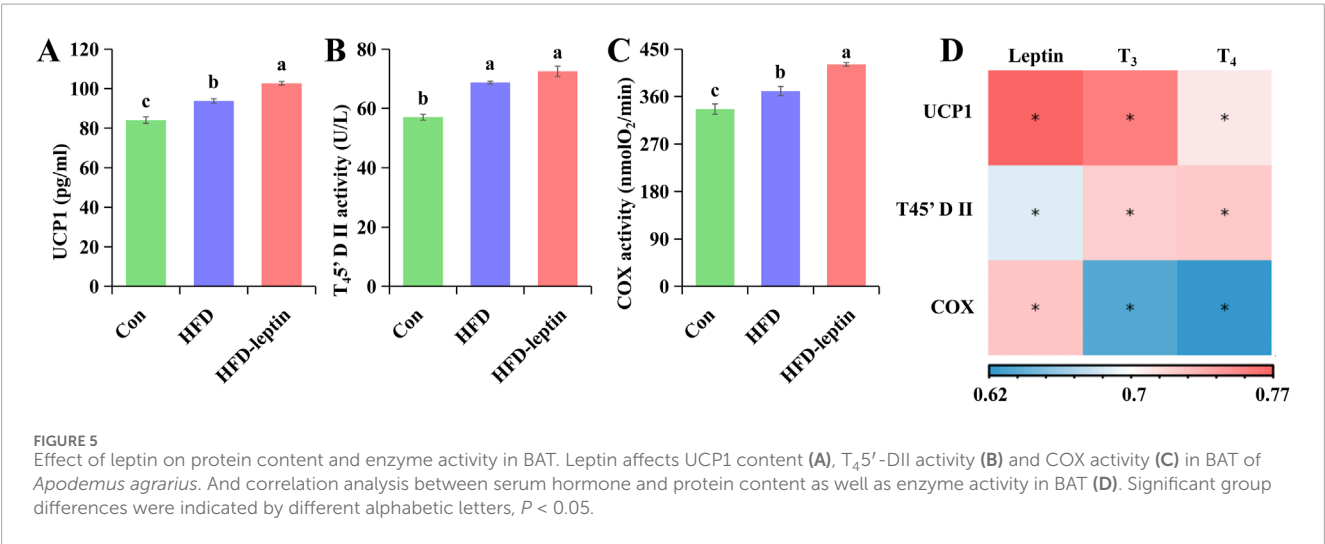 A
UCP1 (pg/ml)
120
100
80
60
40
20
0
c
b
a
Con
HFD
HFD-leptin
B
T₄5' D II activity (U/L)
80
60
40
20
0
b
a
a
Con
HFD
HFD-leptin
C
COX activity (nmolO₂/min)
450
360
270
180
90
0
c
b
a
Con
HFD
HFD-leptin
D
Leptin T₃ T₄
UCP1 * * *
T45' D II * * *
COX * * *
0.62 0.7 0.77
FIGURE 5
Effect of leptin on protein content and enzyme activity in BAT. Leptin affects UCP1 content (A), T₄5′-DII activity (B) and COX activity (C) in BAT of
Apodemus agrarius. And correlation analysis between serum hormone and protein content as well as enzyme activity in BAT (D). Significant group
differences were indicated by different alphabetic letters, P < 0.05.